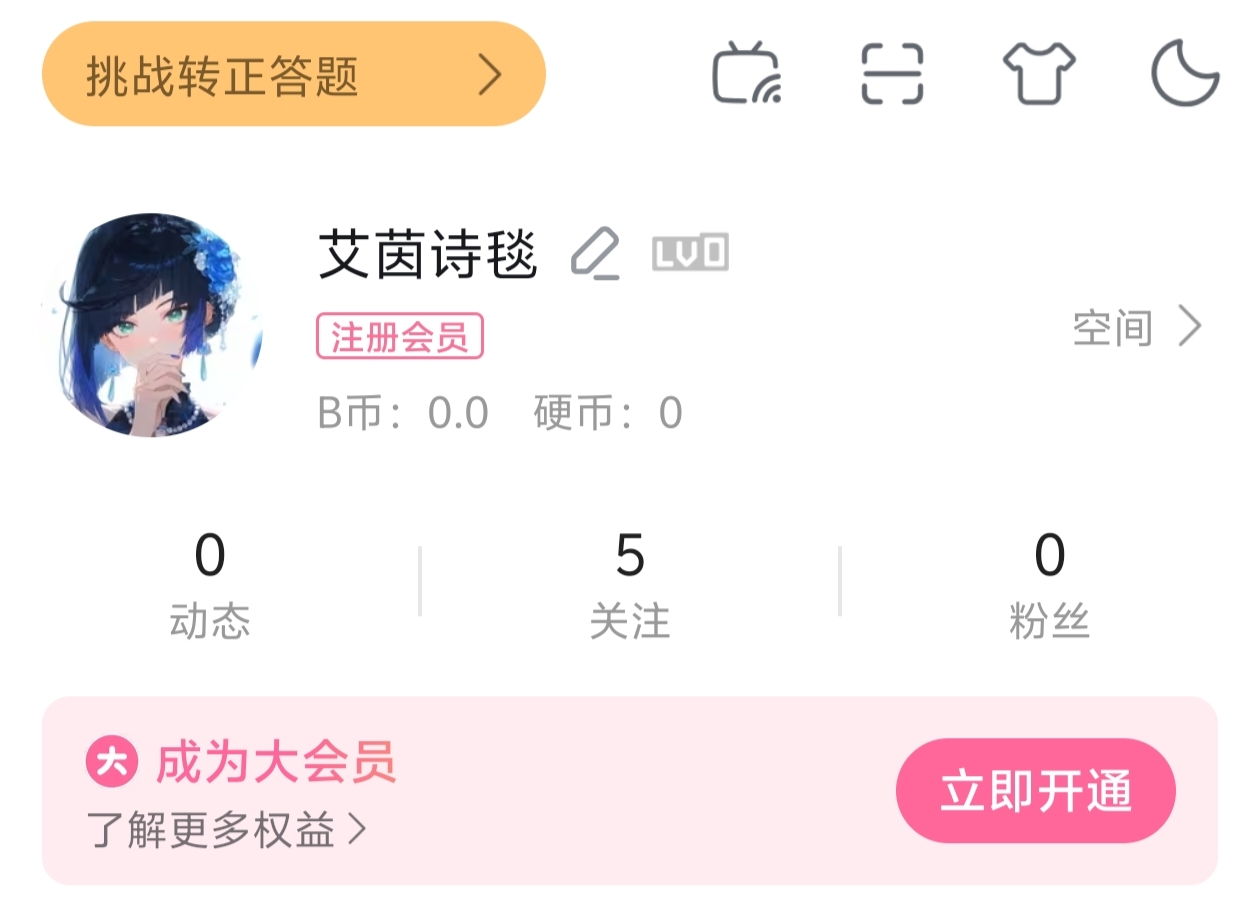 挑战转正答题
艾茵诗毯 LV0
注册会员
空间
B币：0.0 硬币：0
0 5 0
动态 关注 粉丝
大 成为大会员
了解更多权益
立即开通